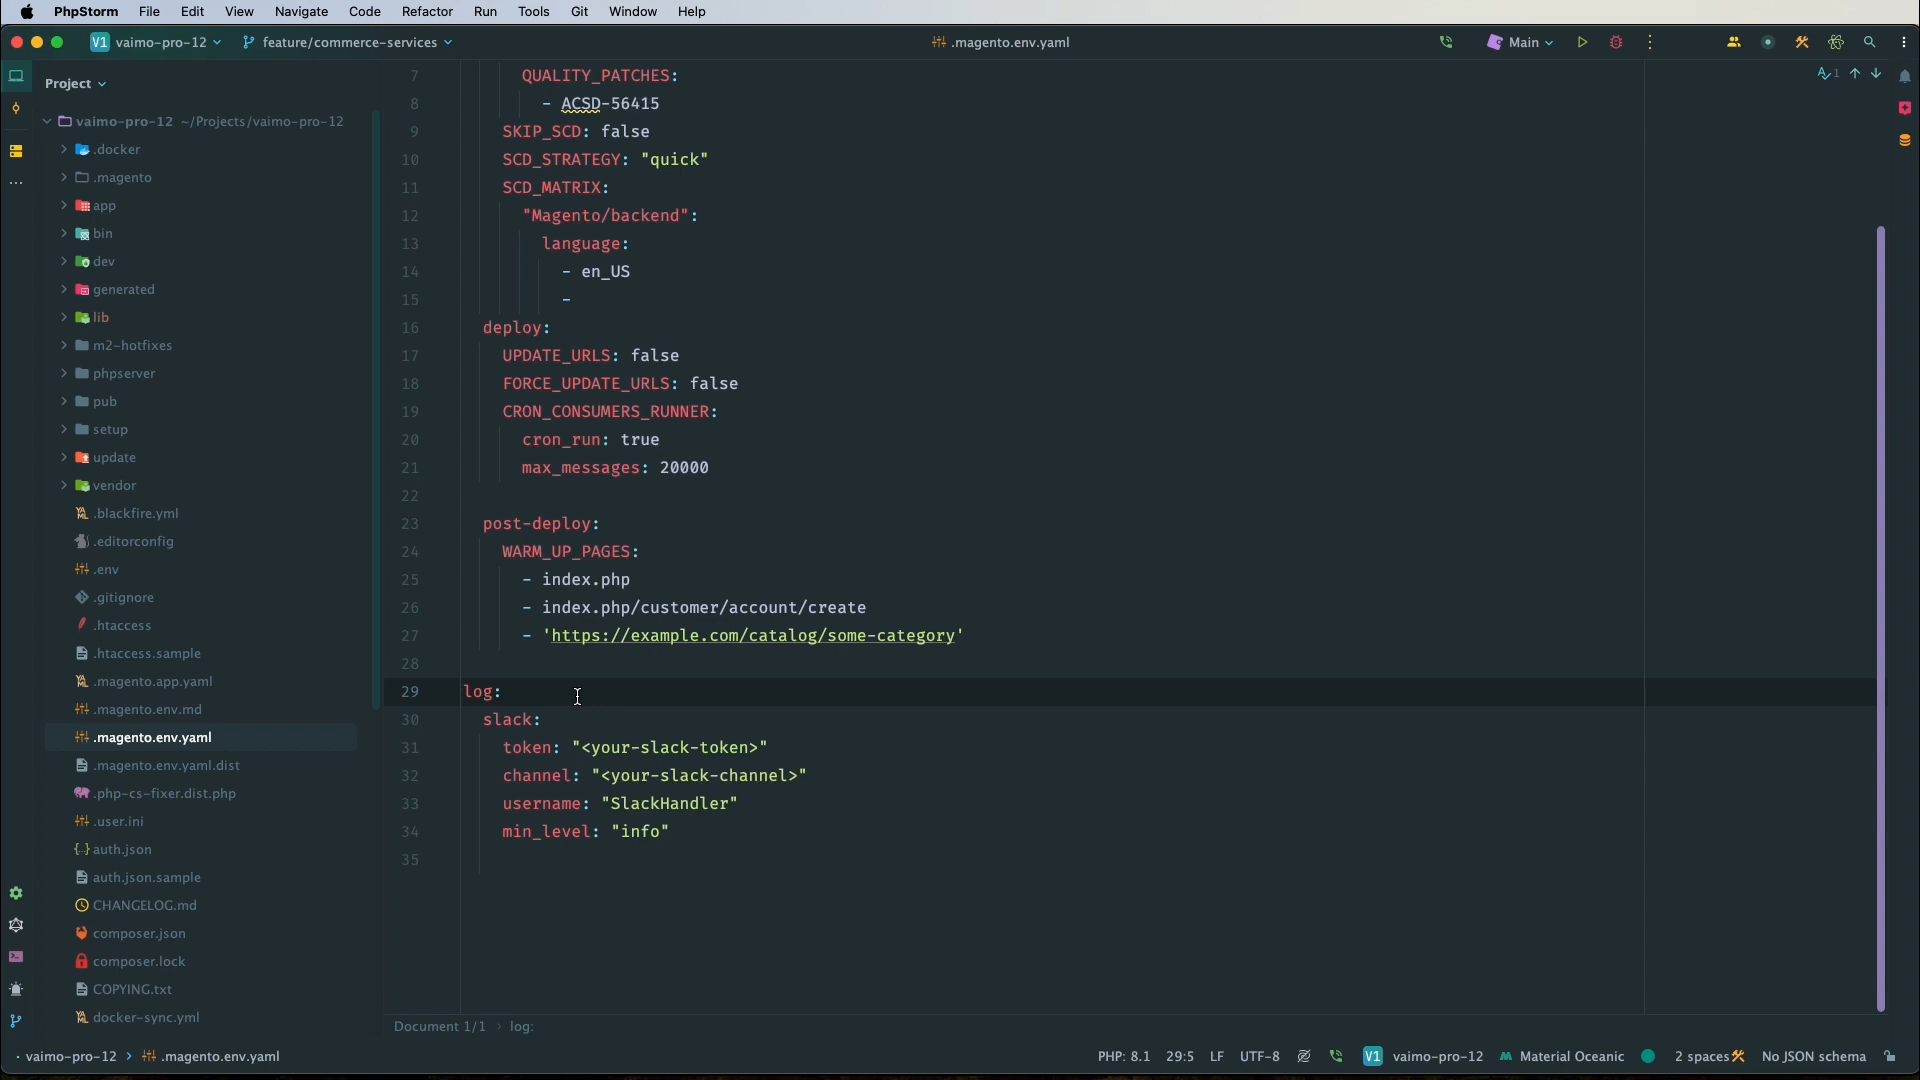 PhpStorm File Edit View Navigate Code Refactor Run Tools Git Window Help
V1 vaimo-pro-12 feature/commerce-services .magento.env.yaml Main
Project
vaimo-pro-12 ~/Projects/vaimo-pro-12
.docker
.magento
app
bin
dev
generated
lib
m2-hotfixes
phpserver
pub
setup
update
vendor
.blackfire.yml
.editorconfig
.env
.gitignore
.htaccess
.htaccess.sample
.magento.app.yaml
.magento.env.md
.magento.env.yaml
.magento.env.yaml.dist
.php-cs-fixer.dist.php
.user.ini
auth.json
auth.json.sample
CHANGELOG.md
composer.json
composer.lock
COPYING.txt
docker-sync.yml
7 QUALITY_PATCHES:
8 - ACSD-56415
9 SKIP_SCD: false
10 SCD_STRATEGY: "quick"
11 SCD_MATRIX:
12 "Magento/backend":
13 language:
14 - en_US
15 -
16 deploy:
17 UPDATE_URLS: false
18 FORCE_UPDATE_URLS: false
19 CRON_CONSUMERS_RUNNER:
20 cron_run: true
21 max_messages: 20000
22
23 post-deploy:
24 WARM_UP_PAGES:
25 - index.php
26 - index.php/customer/account/create
27 - 'https://example.com/catalog/some-category'
28
29 log:
30 slack:
31 token: "<your-slack-token>"
32 channel: "<your-slack-channel>"
33 username: "SlackHandler"
34 min_level: "info"
35
1
Document 1/1 › log:
vaimo-pro-12 › .magento.env.yaml PHP: 8.1 29:5 LF UTF-8 V1 vaimo-pro-12 Material Oceanic 2 spaces No JSON schema